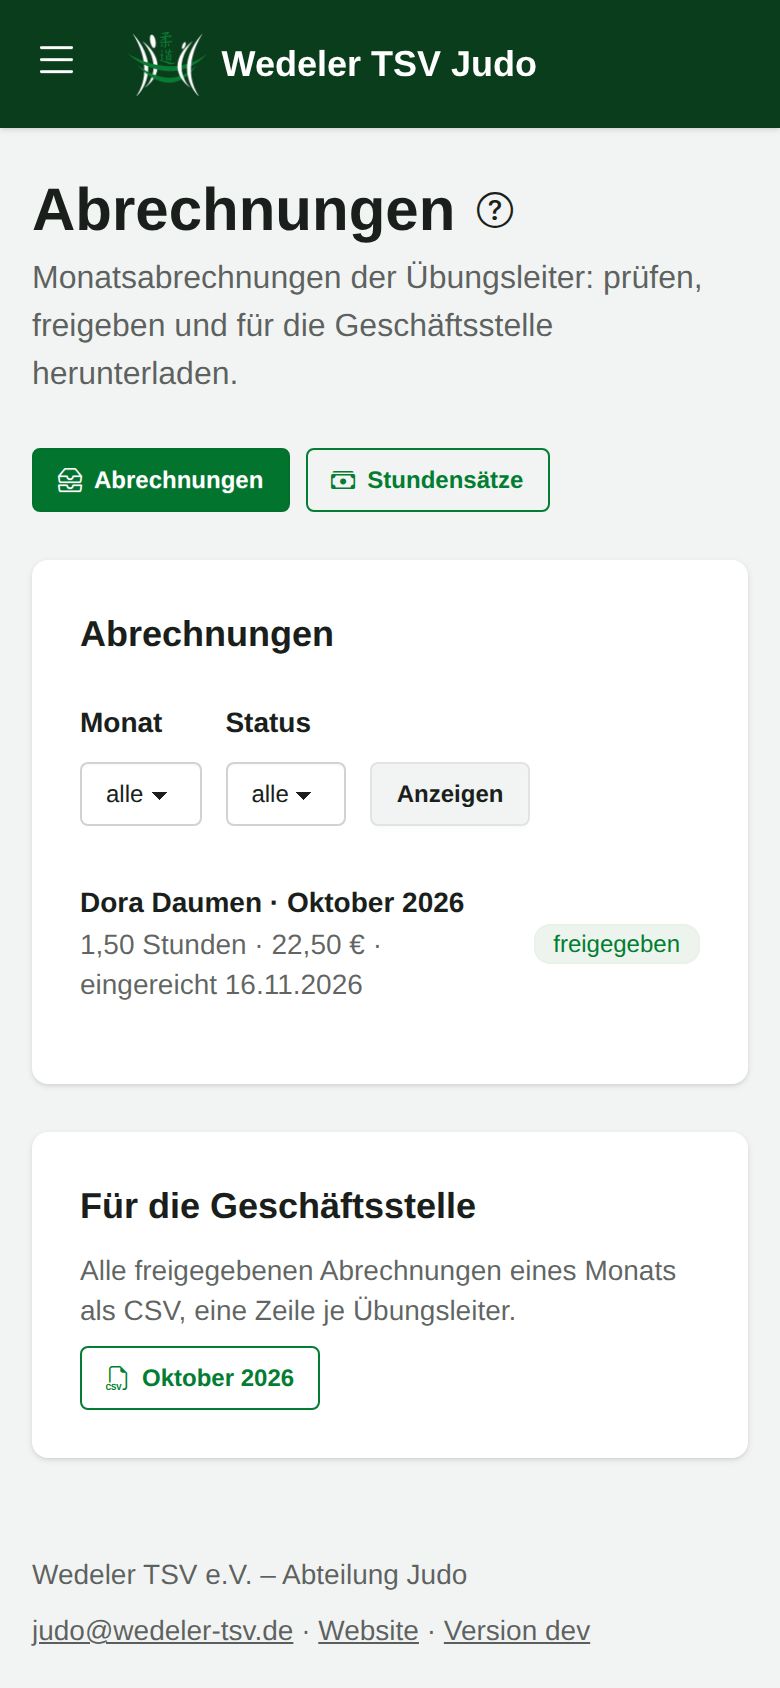 柔道
Wedeler TSV Judo
Abrechnungen ?
Monatsabrechnungen der Übungsleiter: prüfen,
freigeben und für die Geschäftsstelle
herunterladen.
Abrechnungen Stundensätze
Abrechnungen
Monat Status
alle alle Anzeigen
Dora Daumen · Oktober 2026
1,50 Stunden · 22,50 € ·
eingereicht 16.11.2026
freigegeben
Für die Geschäftsstelle
Alle freigegebenen Abrechnungen eines Monats
als CSV, eine Zeile je Übungsleiter.
CSV Oktober 2026
Wedeler TSV e.V. – Abteilung Judo
judo@wedeler-tsv.de · Website · Version dev